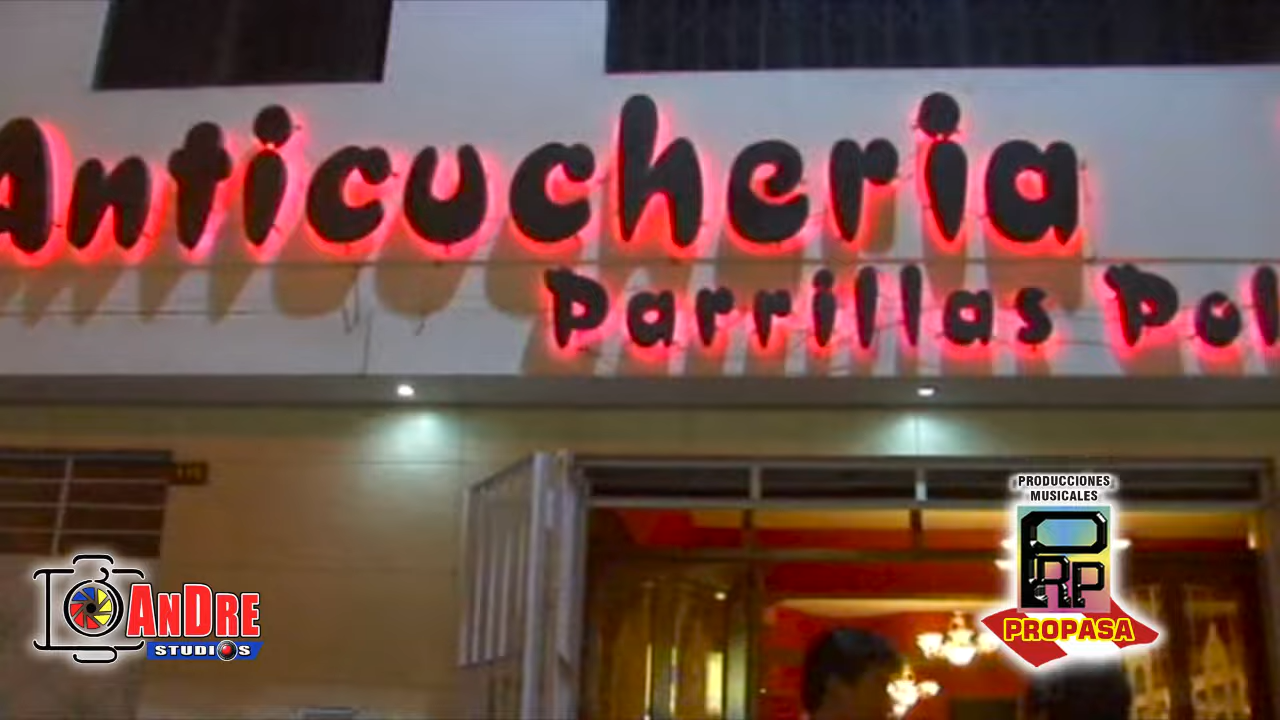 Anticucheria
Parrillas Pol
PRODUCCIONES
MUSICALES
PRP
PROPASA
ANDRE
STUDIOS